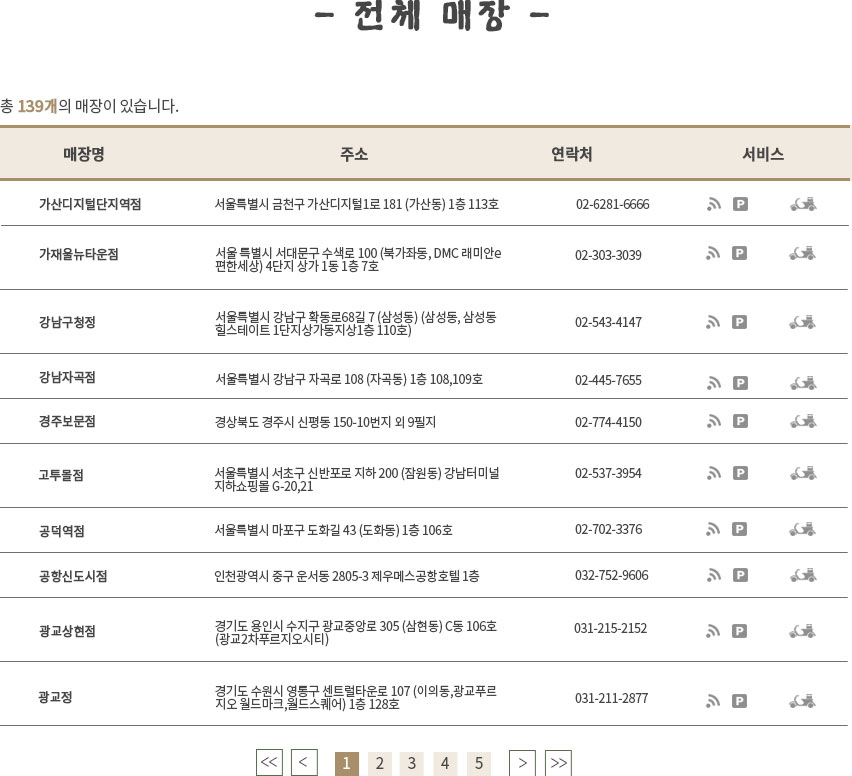 – 전체 매장 –
총 139개의 매장이 있습니다.
매장명 주소 연락처 서비스
가산디지털단지역점 서울특별시 금천구 가산디지털1로 181 (가산동) 1층 113호 02-6281-6666 P
가재울뉴타운점 서울 특별시 서대문구 수색로 100 (북가좌동, DMC 래미안e 02-303-3039 P
편한세상) 4단지 상가 1동 1층 7호
강남구청정 서울특별시 강남구 확동로68길 7 (삼성동) (삼성동, 삼성동 02-543-4147 P
힐스테이트 1단지상가동지상1층 110호)
강남자곡점 서울특별시 강남구 자곡로 108 (자곡동) 1층 108,109호 02-445-7655 P
경주보문점 경상북도 경주시 신평동 150-10번지 외 9필지 02-774-4150 P
고투몰점 서울특별시 서초구 신반포로 지하 200 (잠원동) 강남터미널 02-537-3954 P
지하쇼핑몰 G-20,21
공덕역점 서울특별시 마포구 도화길 43 (도화동) 1층 106호 02-702-3376 P
공항신도시점 인천광역시 중구 운서동 2805-3 제우메스공항호텔 1층 032-752-9606 P
광교상현점 경기도 용인시 수지구 광교중앙로 305 (삼현동) C동 106호 031-215-2152 P
(광교2차푸르지오시티)
광교정 경기도 수원시 영통구 센트럴타운로 107 (이의동,광교푸르 031-211-2877 P
지오 월드마크,월드스퀘어) 1층 128호
<< < 1 2 3 4 5 > >>